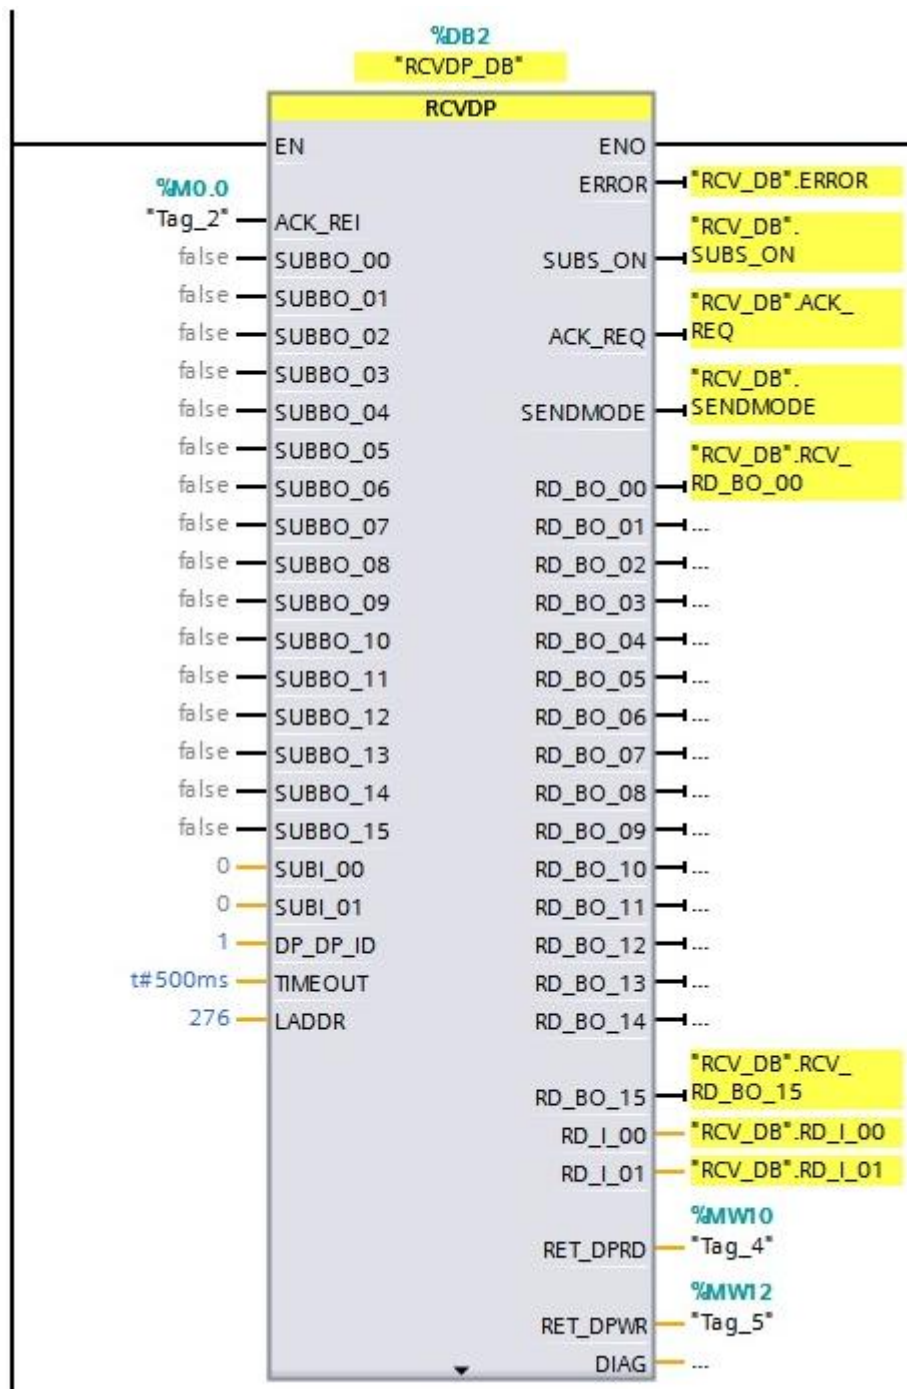 %DB2
"RCVDP_DB"
RCVDP
EN ENO
ERROR "RCV_DB".ERROR
%M0.0
"Tag_2" ACK_REI
"RCV_DB".
false SUBBO_00 SUBS_ON SUBS_ON
false SUBBO_01
"RCV_DB".ACK_
false SUBBO_02 ACK_REQ REQ
false SUBBO_03
"RCV_DB".
false SUBBO_04 SENDMODE SENDMODE
false SUBBO_05
"RCV_DB".RCV_
false SUBBO_06 RD_BO_00 RD_BO_00
false SUBBO_07 RD_BO_01 ...
false SUBBO_08 RD_BO_02 ...
false SUBBO_09 RD_BO_03 ...
false SUBBO_10 RD_BO_04 ...
false SUBBO_11 RD_BO_05 ...
false SUBBO_12 RD_BO_06 ...
false SUBBO_13 RD_BO_07 ...
false SUBBO_14 RD_BO_08 ...
false SUBBO_15 RD_BO_09 ...
0 SUBI_00 RD_BO_10 ...
0 SUBI_01 RD_BO_11 ...
1 DP_DP_ID RD_BO_12 ...
t#500ms TIMEOUT RD_BO_13 ...
276 LADDR RD_BO_14 ...
"RCV_DB".RCV_
RD_BO_15 RD_BO_15
RD_I_00 "RCV_DB".RD_I_00
RD_I_01 "RCV_DB".RD_I_01
%MW10
RET_DPRD "Tag_4"
%MW12
RET_DPWR "Tag_5"
DIAG ...